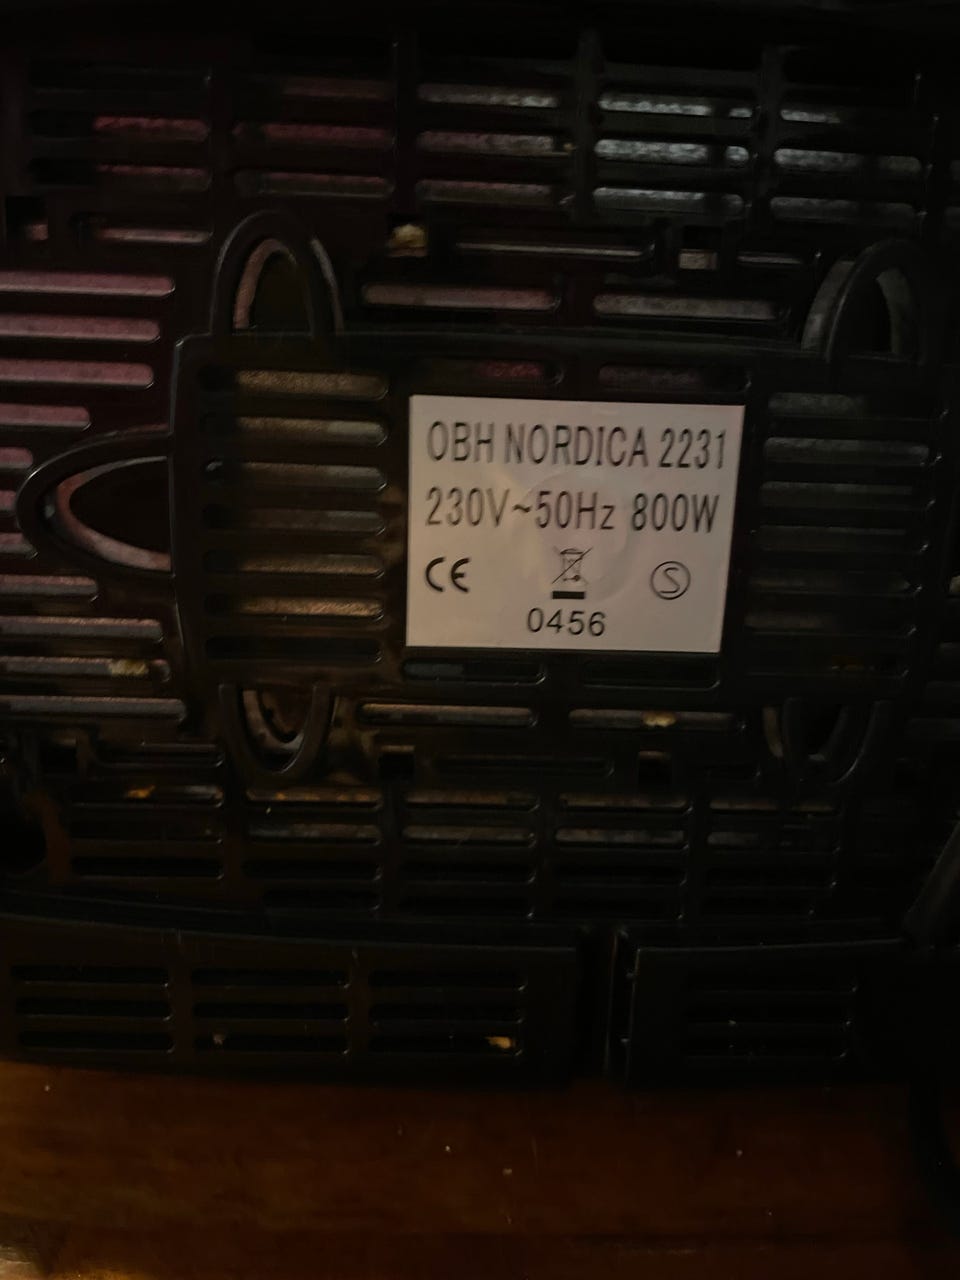 OBH NORDICA 2231
230V~50Hz 800W
CE S
0456